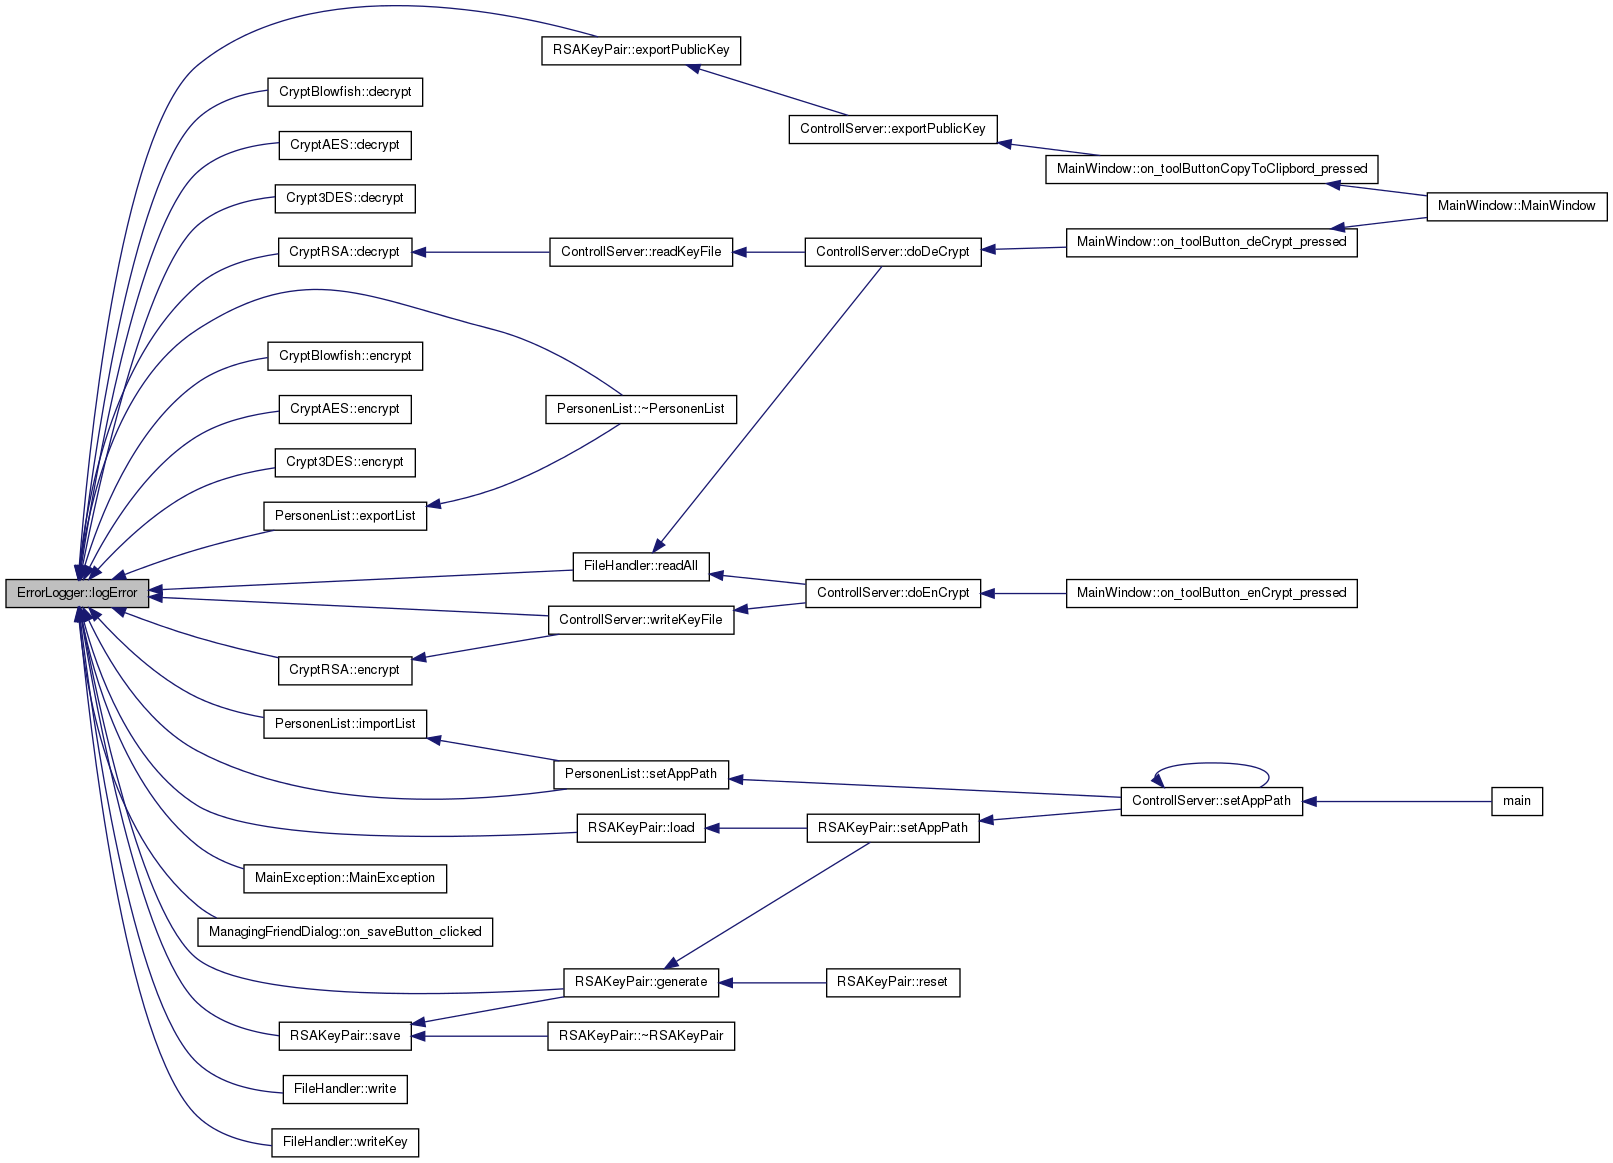 RSAKeyPair::exportPublicKey
CryptBlowfish::decrypt
ControllServer::exportPublicKey
CryptAES::decrypt
MainWindow::on_toolButtonCopyToClipbord_pressed
Crypt3DES::decrypt
MainWindow::MainWindow
MainWindow::on_toolButton_deCrypt_pressed
CryptRSA::decrypt
ControllServer::readKeyFile
ControllServer::doDeCrypt
CryptBlowfish::encrypt
CryptAES::encrypt
PersonenList::~PersonenList
Crypt3DES::encrypt
PersonenList::exportList
FileHandler::readAll
ErrorLogger::logError
ControllServer::doEnCrypt
MainWindow::on_toolButton_enCrypt_pressed
ControllServer::writeKeyFile
CryptRSA::encrypt
PersonenList::importList
PersonenList::setAppPath
ControllServer::setAppPath
main
RSAKeyPair::load
RSAKeyPair::setAppPath
MainException::MainException
ManagingFriendDialog::on_saveButton_clicked
RSAKeyPair::generate
RSAKeyPair::reset
RSAKeyPair::save
RSAKeyPair::~RSAKeyPair
FileHandler::write
FileHandler::writeKey